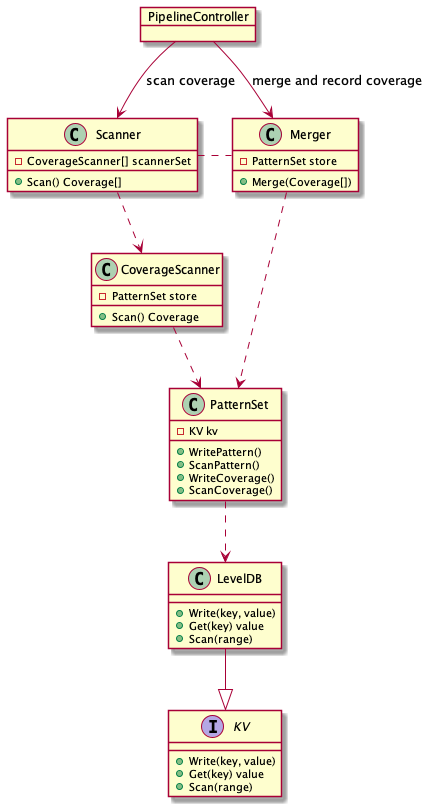 PipelineController
scan coverage
merge and record coverage
C Scanner
CoverageScanner[] scannerSet
Scan() Coverage[]
C Merger
PatternSet store
Merge(Coverage[])
C CoverageScanner
PatternSet store
Scan() Coverage
C PatternSet
KV kv
WritePattern()
ScanPattern()
WriteCoverage()
ScanCoverage()
C LevelDB
Write(key, value)
Get(key) value
Scan(range)
I KV
Write(key, value)
Get(key) value
Scan(range)